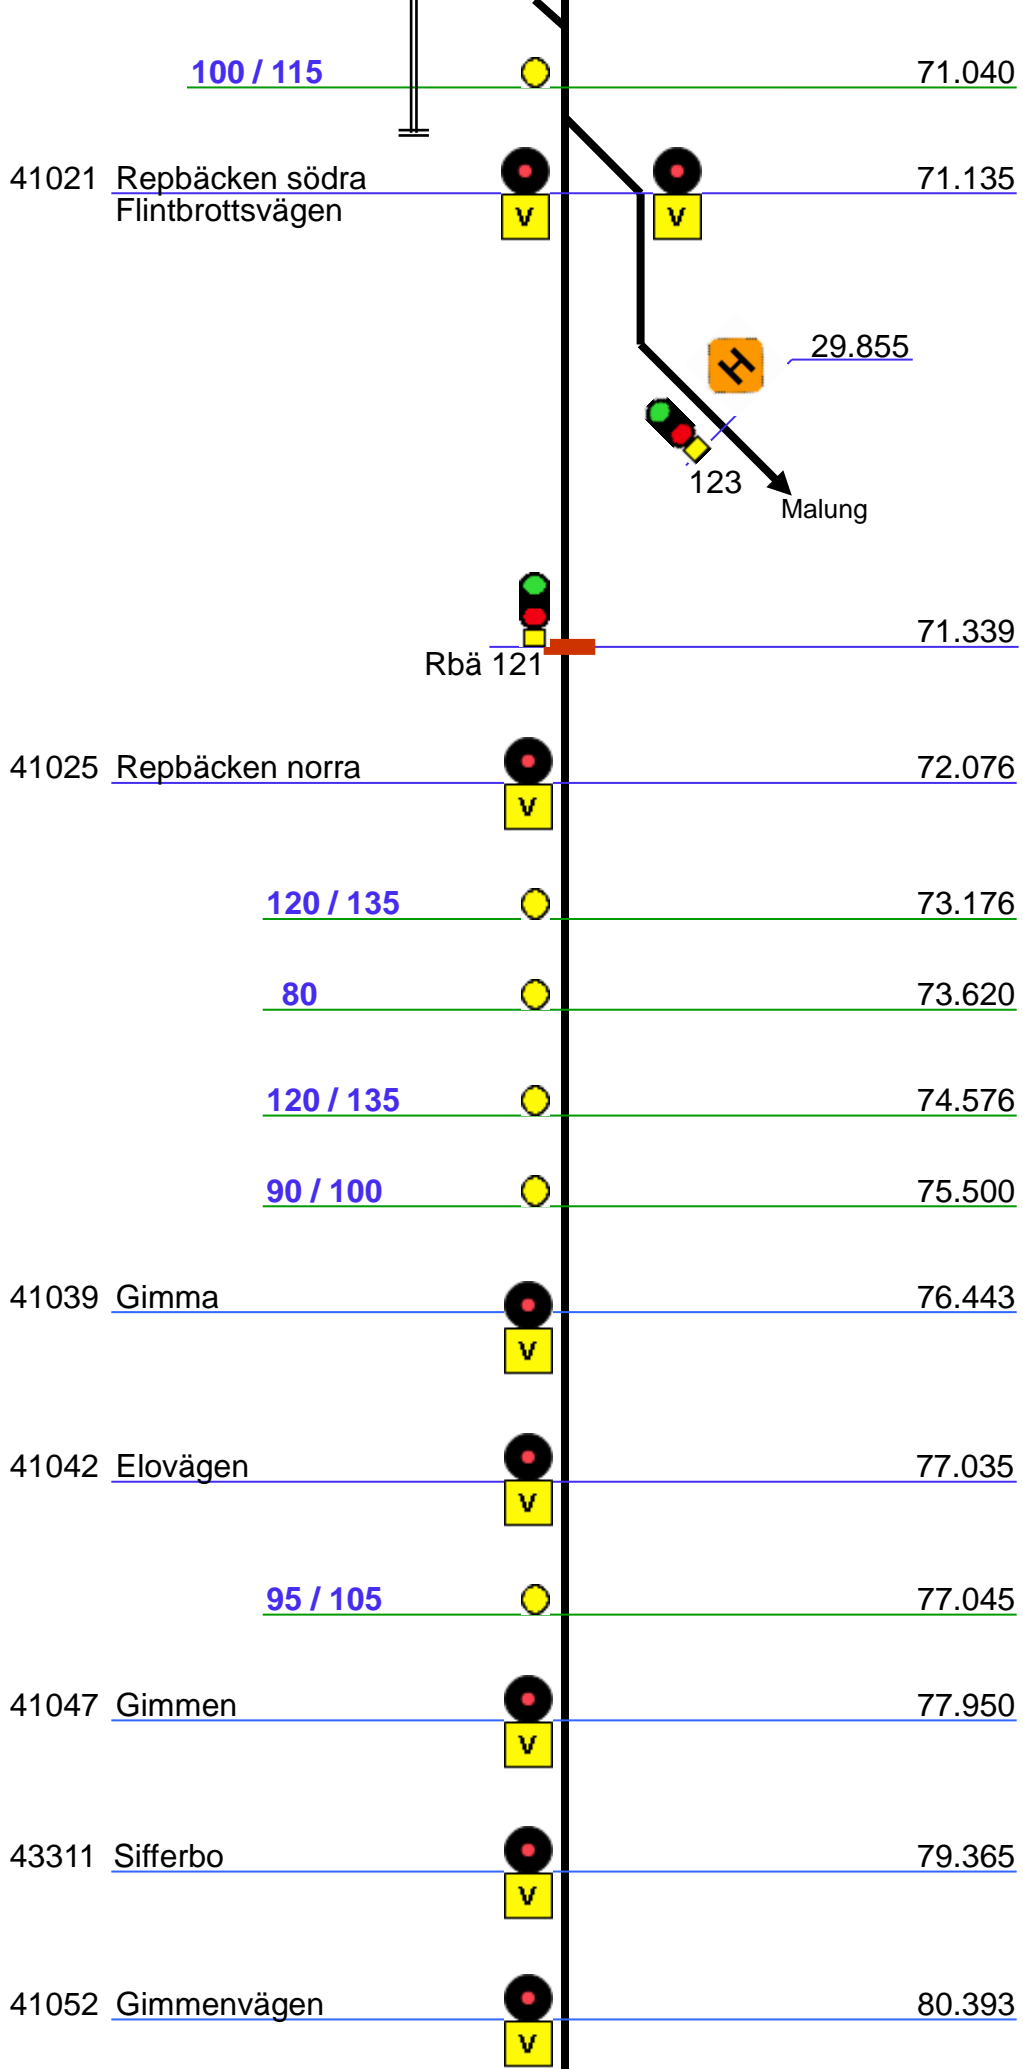 100 / 115 71.040
41021 Repbäcken södra 71.135
Flintbrottsvägen
V V
H 29.855
123
Malung
71.339
Rbä 121
41025 Repbäcken norra 72.076
V
120 / 135 73.176
80 73.620
120 / 135 74.576
90 / 100 75.500
41039 Gimma 76.443
V
41042 Elovägen 77.035
V
95 / 105 77.045
41047 Gimmen 77.950
V
43311 Sifferbo 79.365
V
41052 Gimmenvägen 80.393
V